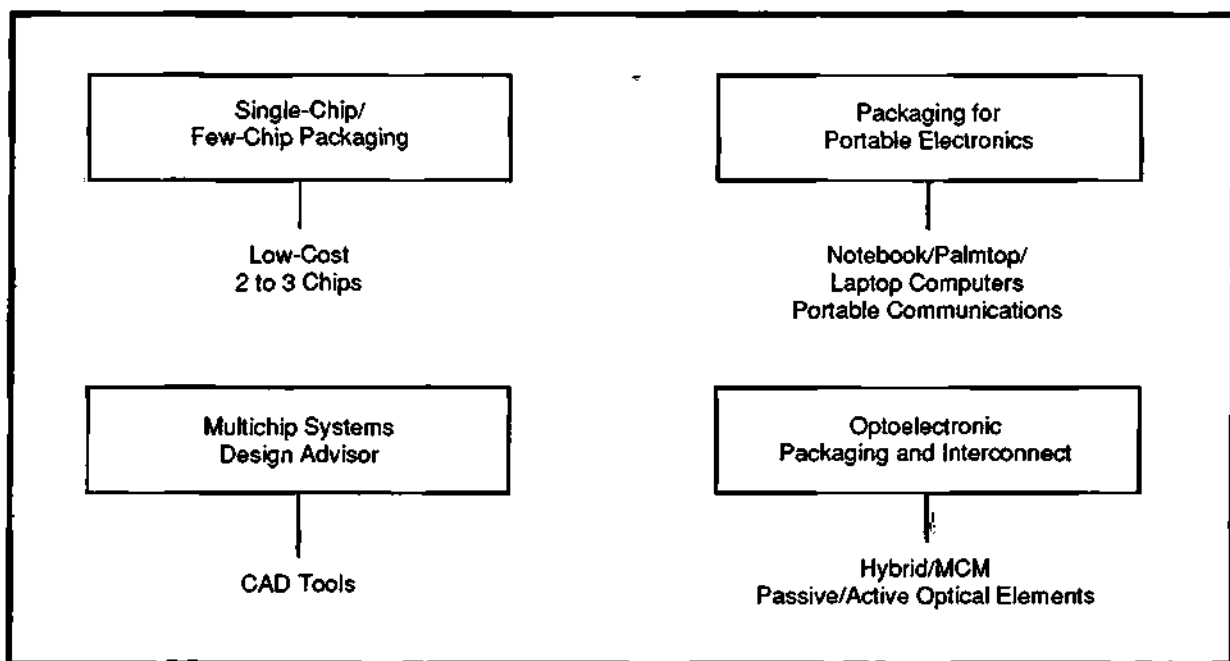 Single-Chip/
Few-Chip Packaging
Low-Cost
2 to 3 Chips
Packaging for
Portable Electronics
Notebook/Palmtop/
Laptop Computers
Portable Communications
Multichip Systems
Design Advisor
CAD Tools
Optoelectronic
Packaging and Interconnect
Hybrid/MCM
Passive/Active Optical Elements